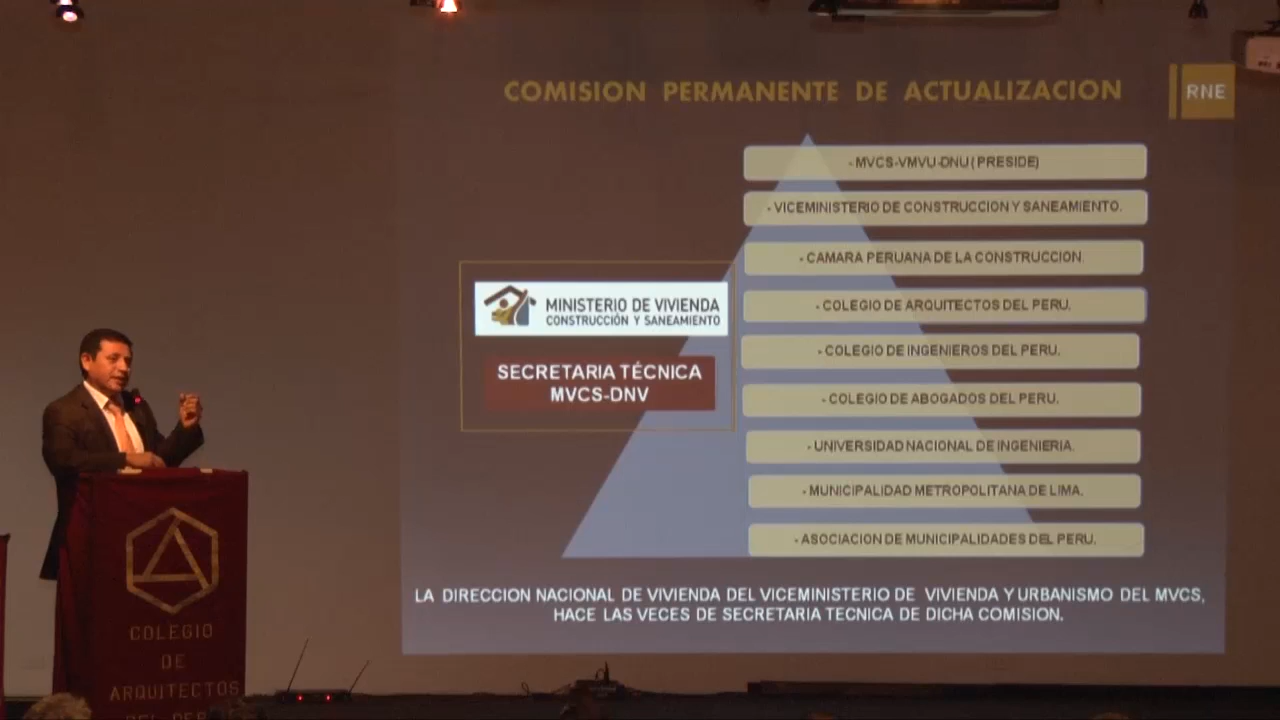 COMISION PERMANENTE DE ACTUALIZACION
RNE
- MVCS-VMVU-DNU ( PRESIDE)
- VICEMINISTERIO DE CONSTRUCCION Y SANEAMIENTO.
- CAMARA PERUANA DE LA CONSTRUCCION.
- COLEGIO DE ARQUITECTOS DEL PERU.
- COLEGIO DE INGENIEROS DEL PERU.
- COLEGIO DE ABOGADOS DEL PERU.
- UNIVERSIDAD NACIONAL DE INGENIERIA.
- MUNICIPALIDAD METROPOLITANA DE LIMA.
- ASOCIACION DE MUNICIPALIDADES DEL PERU.
MINISTERIO DE VIVIENDA
CONSTRUCCIÓN Y SANEAMIENTO
SECRETARIA TÉCNICA
MVCS-DNV
LA DIRECCION NACIONAL DE VIVIENDA DEL VICEMINISTERIO DE VIVIENDA Y URBANISMO DEL MVCS,
HACE LAS VECES DE SECRETARIA TECNICA DE DICHA COMISION.
COLEGIO
DE
ARQUITECTOS